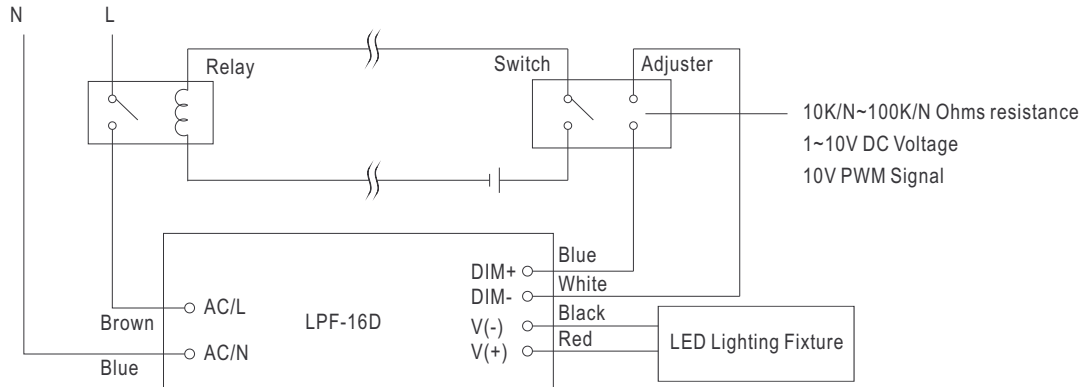 N
L
Relay
Switch
Adjuster
10K/N~100K/N Ohms resistance
1~10V DC Voltage
10V PWM Signal
Blue
DIM+
White
DIM-
Black
V(-)
Red
V(+)
LED Lighting Fixture
LPF-16D
AC/L
Brown
AC/N
Blue